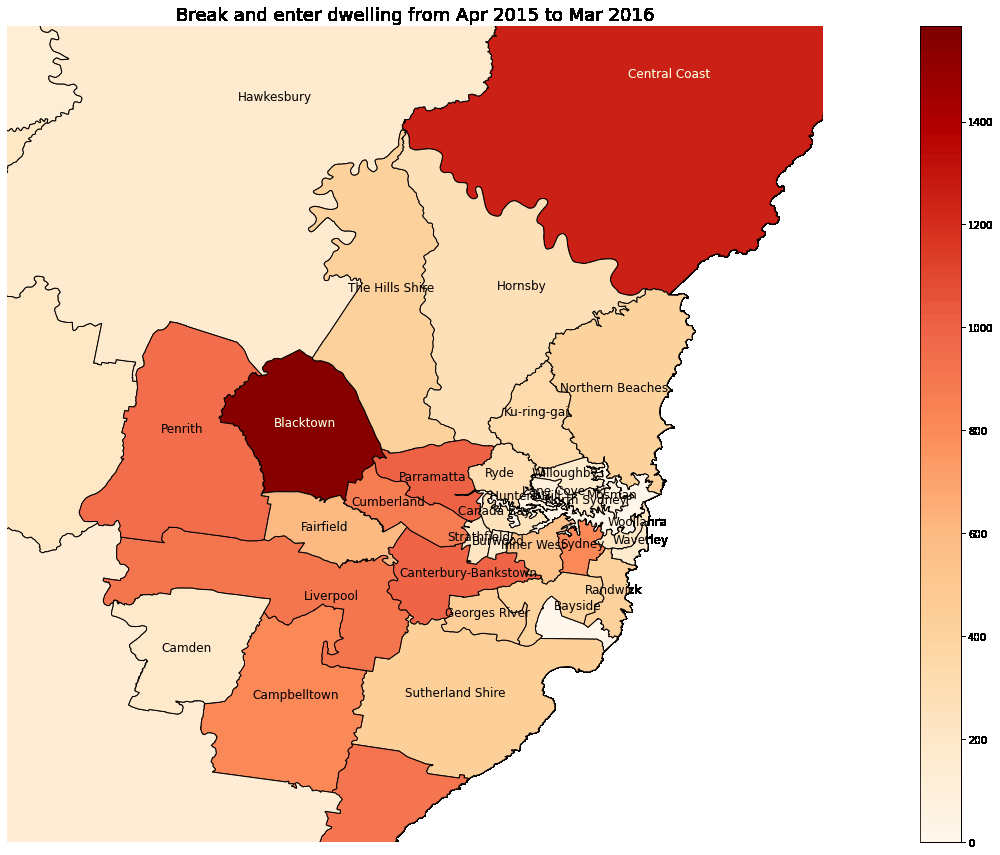 Break and enter dwelling from Apr 2015 to Mar 2016
Central Coast
Hawkesbury
The Hills Shire
Hornsby
Northern Beaches
Ku-ring-gai
Blacktown
Penrith
Parramatta
Ryde
Willoughby
Lane Cove
Mosman
North Sydney
Cumberland
Canada Bay
Woollahra
Fairfield
Strathfield
Burwood
Inner West
Sydney
Waverley
Canterbury-Bankstown
Liverpool
Randwick
Bayside
Georges River
Camden
Campbelltown
Sutherland Shire
1400
1200
1000
800
600
400
200
0